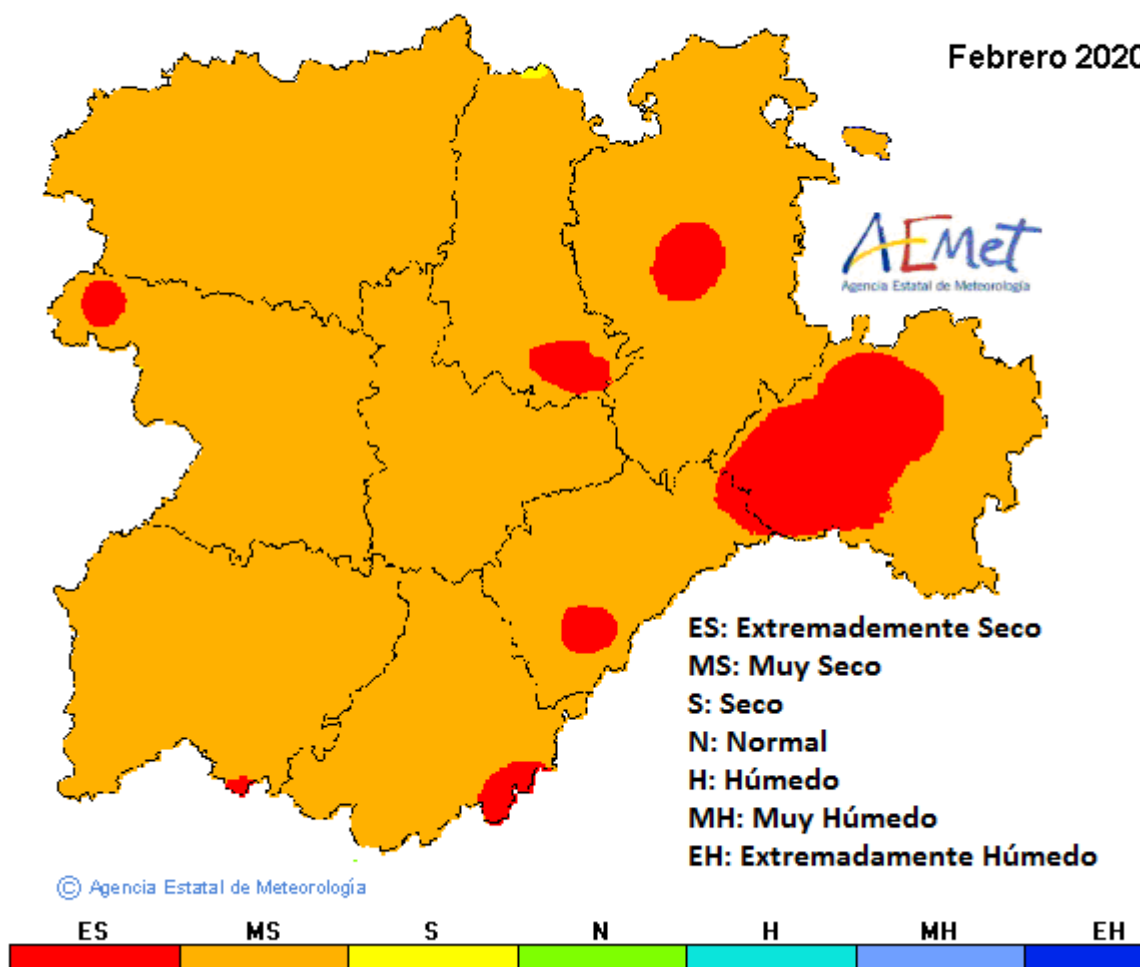 Febrero 2020
AEMet
Agencia Estatal de Meteorología
ES: Extremademente Seco
MS: Muy Seco
S: Seco
N: Normal
H: Húmedo
MH: Muy Húmedo
EH: Extremadamente Húmedo
© Agencia Estatal de Meteorología
ES MS S N H MH EH